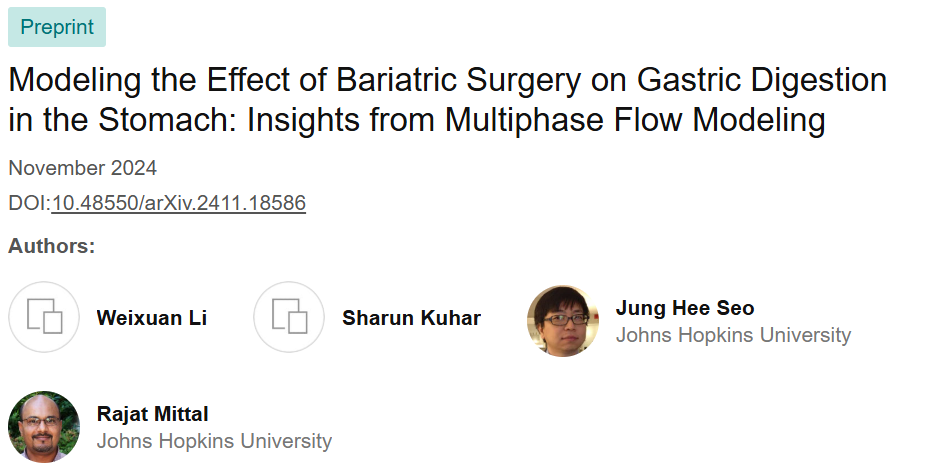 Preprint
Modeling the Effect of Bariatric Surgery on Gastric Digestion
in the Stomach: Insights from Multiphase Flow Modeling
November 2024
DOI:10.48550/arXiv.2411.18586
Authors:
Weixuan Li
Sharun Kuhar
Jung Hee Seo
Johns Hopkins University
Rajat Mittal
Johns Hopkins University